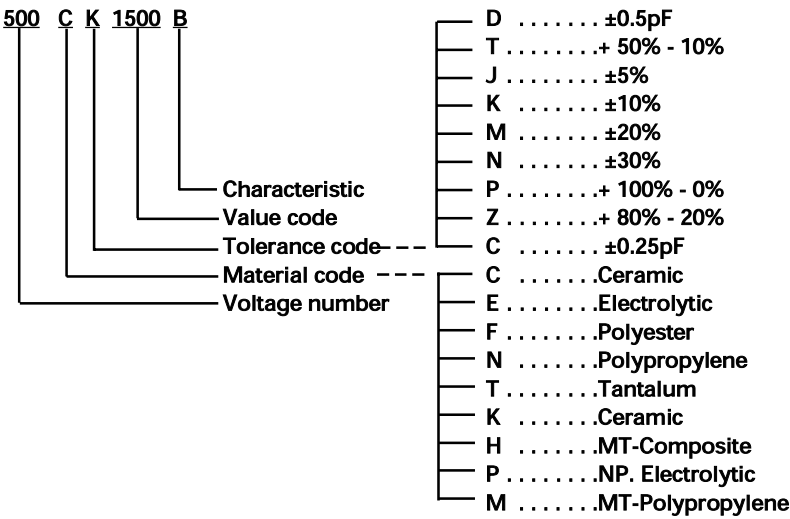 500 C K 1500 B
Characteristic
Value code
Tolerance code
Material code
Voltage number
D ....... ±0.5pF
T ........+ 50% - 10%
J ........ ±5%
K ....... ±10%
M ....... ±20%
N ....... ±30%
P ........+ 100% - 0%
Z ........+ 80% - 20%
C ....... ±0.25pF
C .......Ceramic
E ........Electrolytic
F ........Polyester
N .......Polypropylene
T ........Tantalum
K .......Ceramic
H .......MT-Composite
P ........NP. Electrolytic
M .......MT-Polypropylene